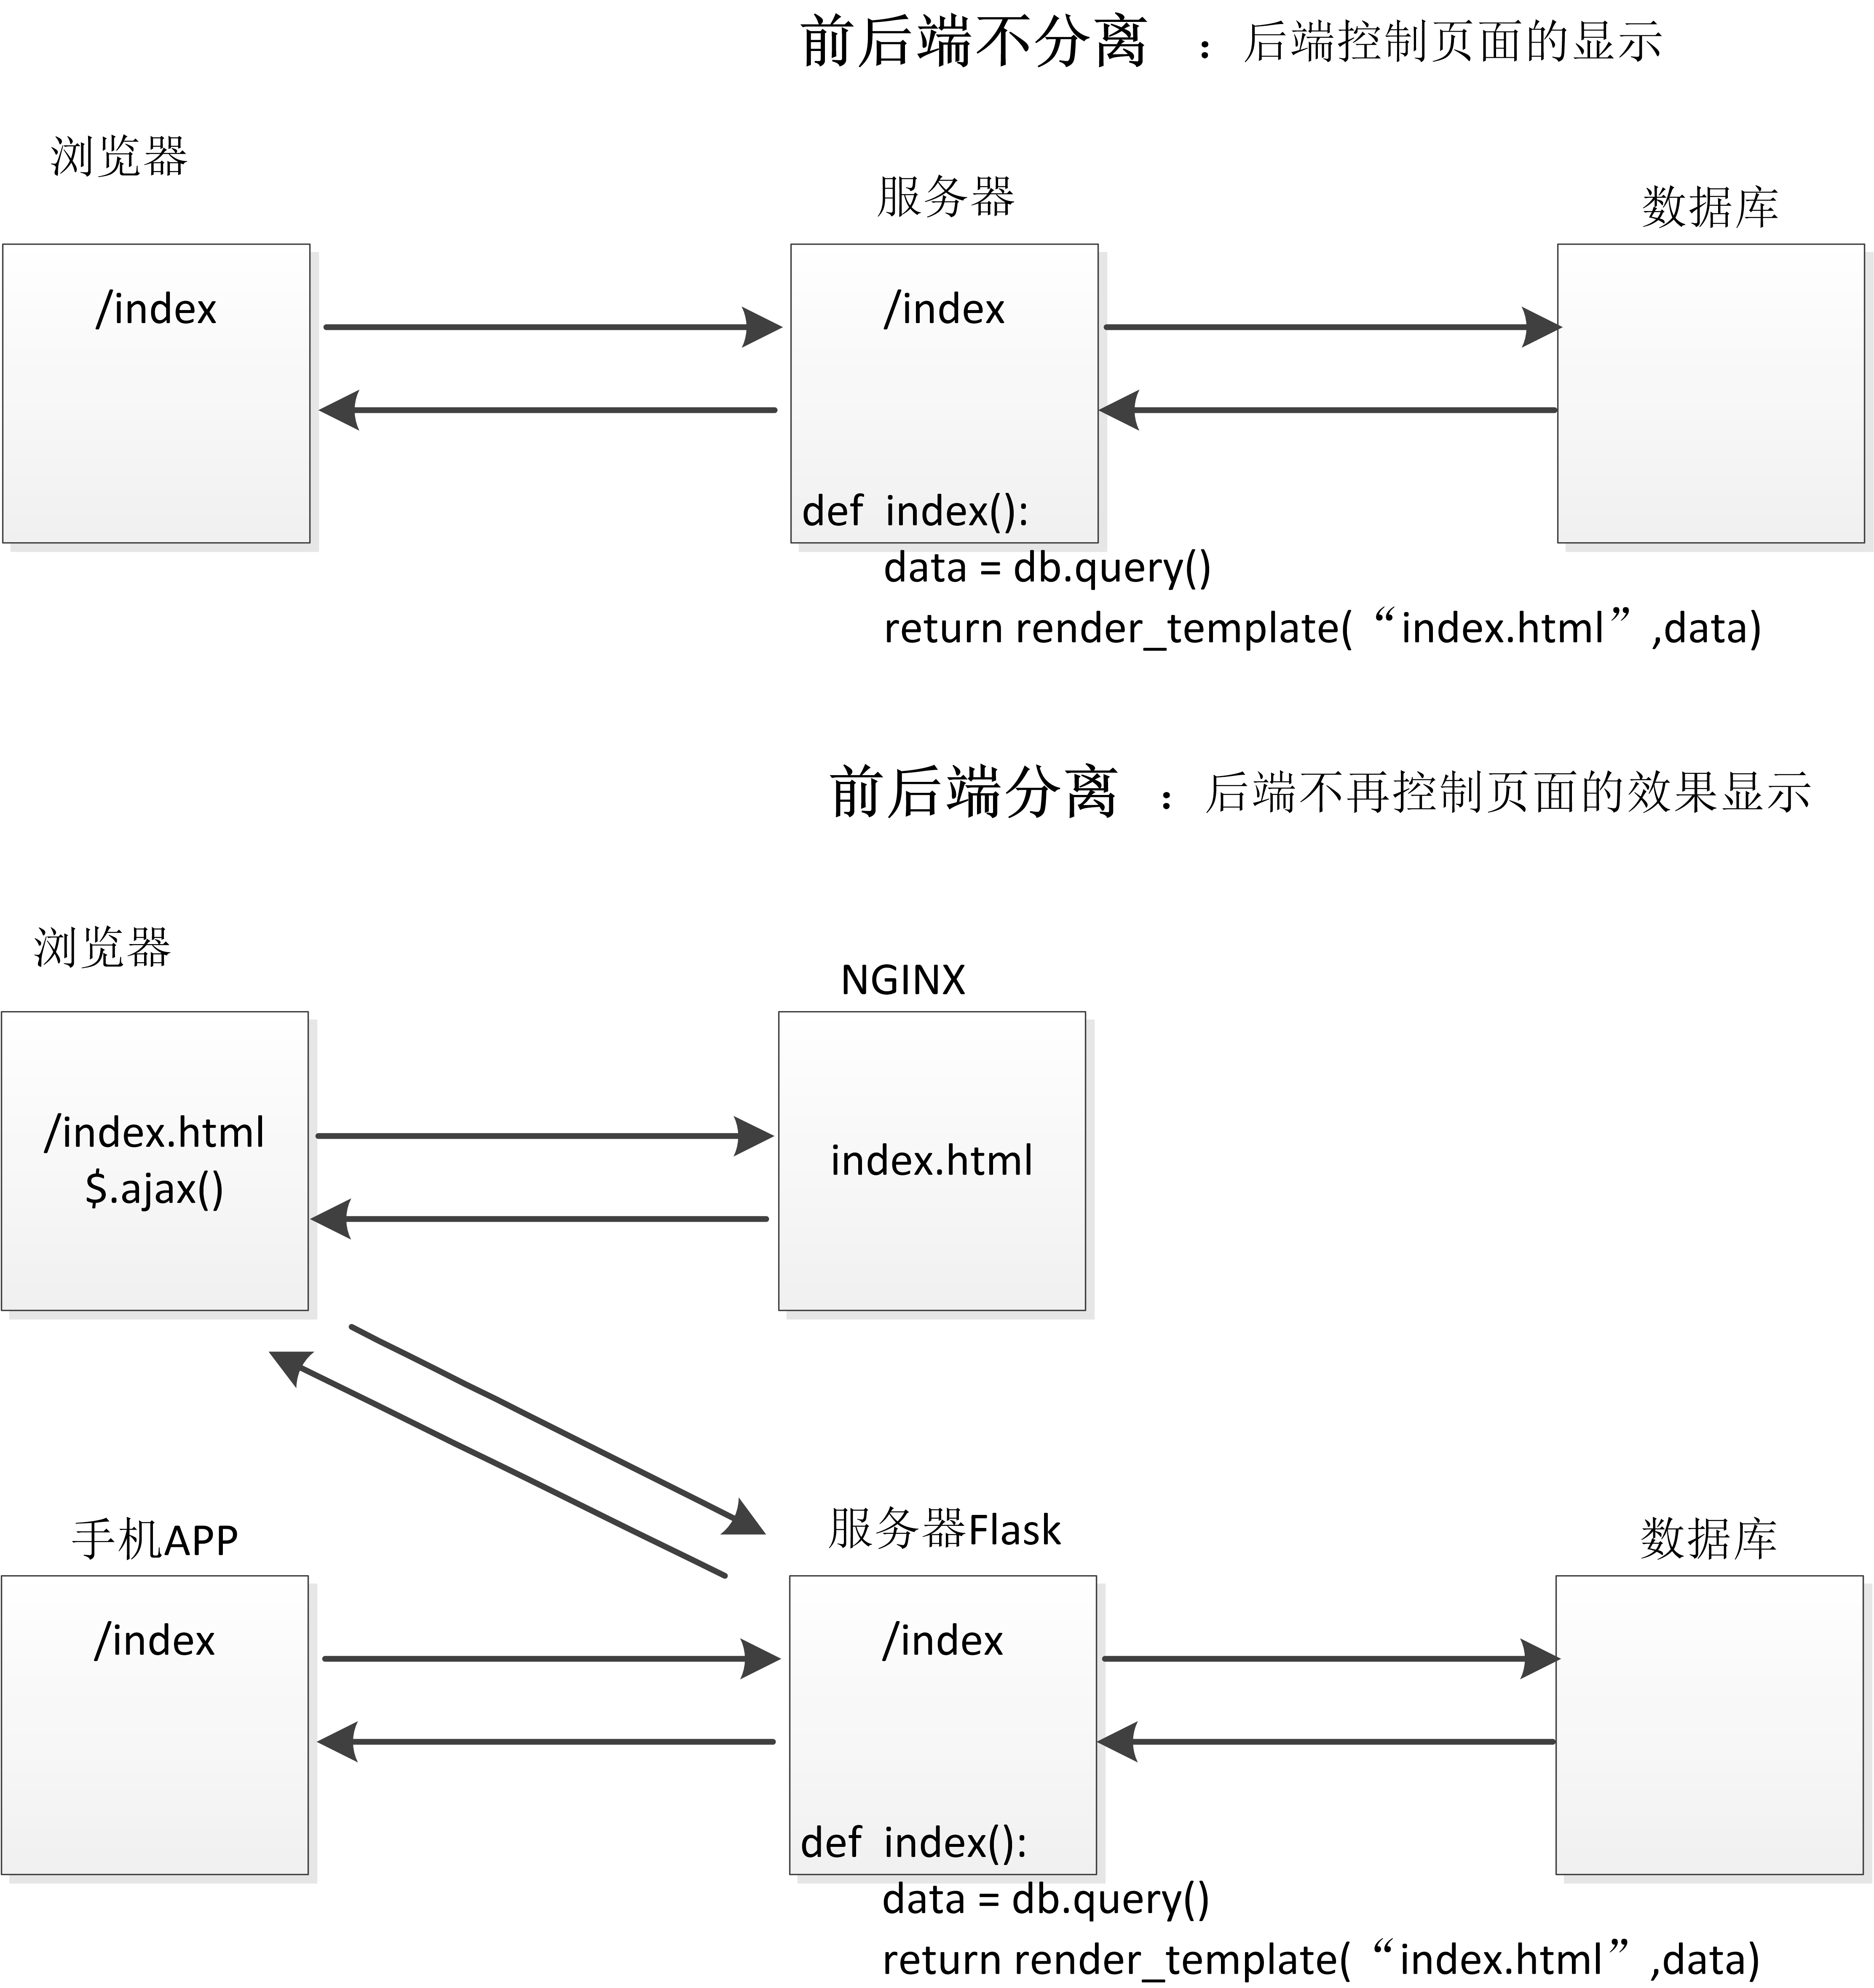 前后端不分离 ：后端控制页面的显示
浏览器
服务器
数据库
/index
/index
def index():
data = db.query()
return render_template( “index.html” ,data)
前后端分离 ：后端不再控制页面的效果显示
浏览器
NGINX
/index.html
$.ajax()
index.html
手机APP
服务器Flask
数据库
/index
/index
def index():
data = db.query()
return render_template( “index.html” ,data)